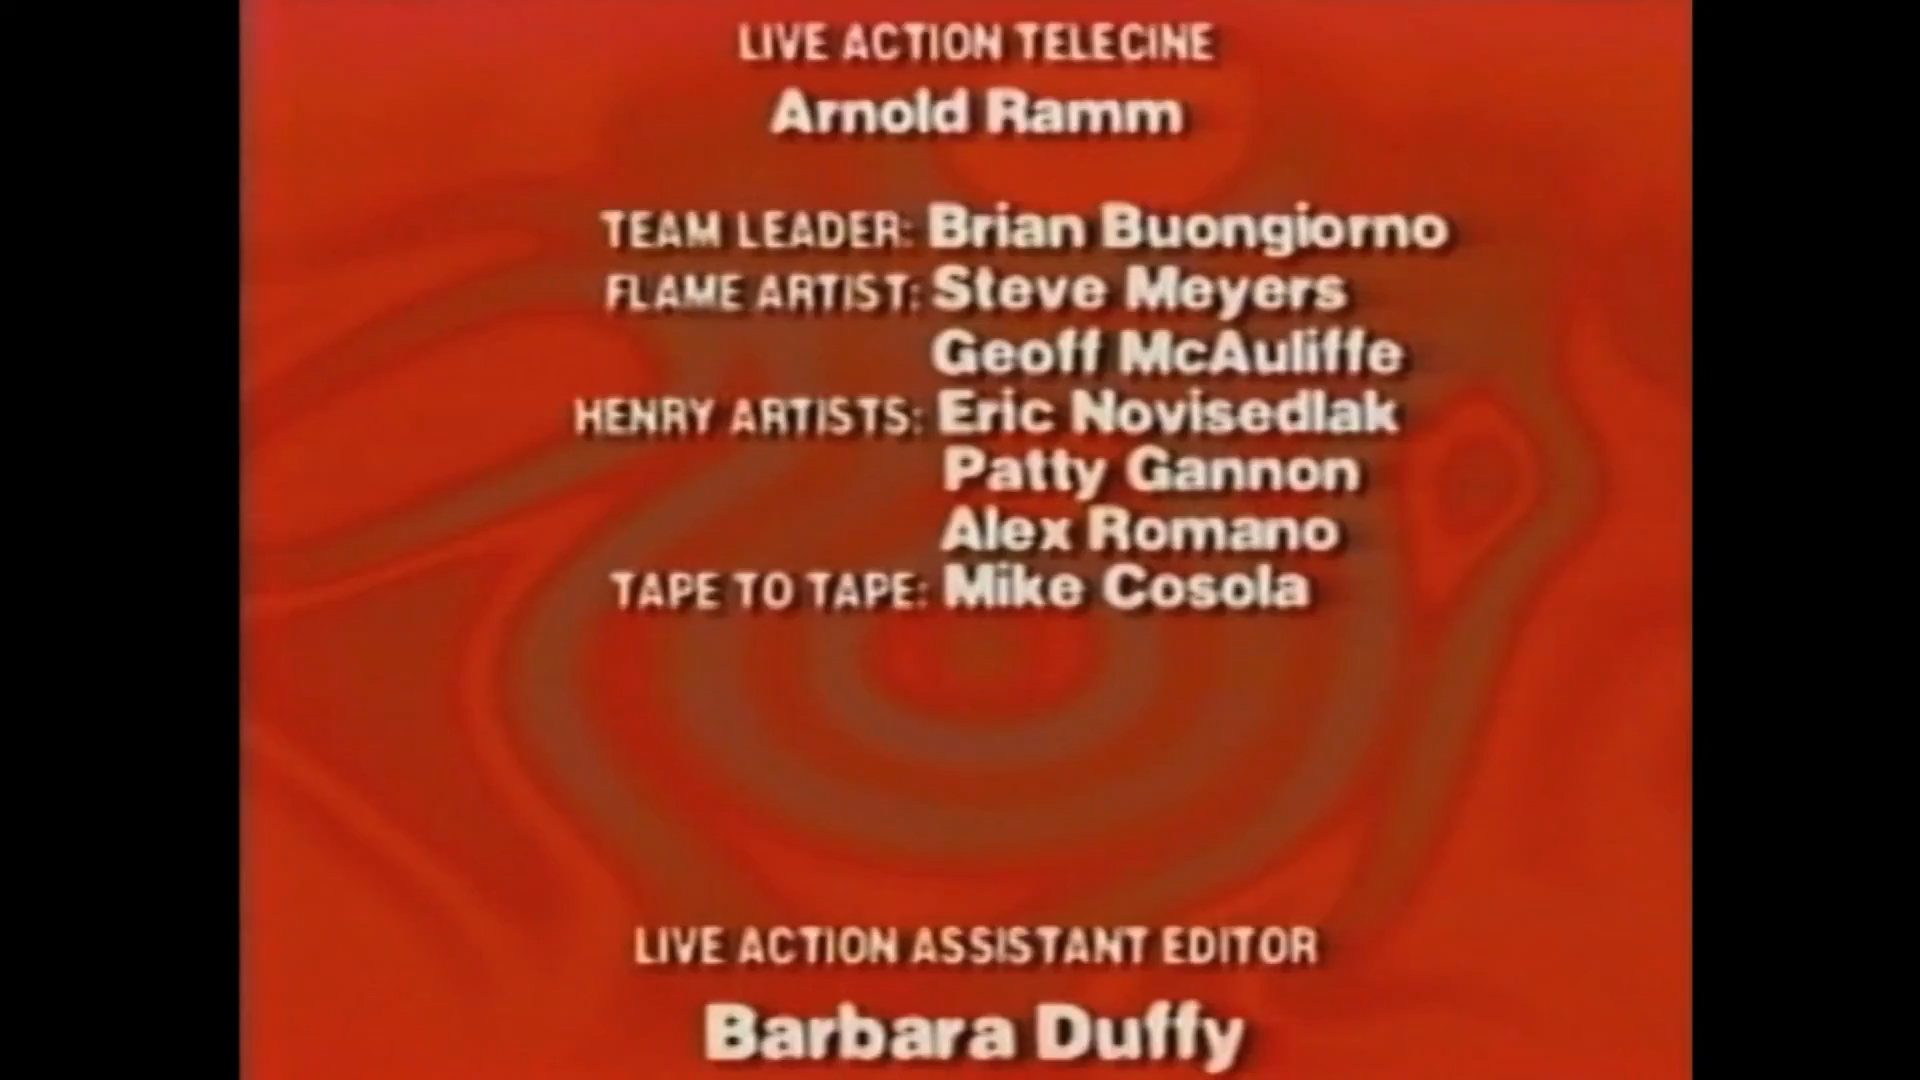 LIVE ACTION TELECINE
Arnold Ramm
TEAM LEADER: Brian Buongiorno
FLAME ARTIST: Steve Meyers
Geoff McAuliffe
HENRY ARTISTS: Eric Novisedlak
Patty Gannon
Alex Romano
TAPE TO TAPE: Mike Cosola
LIVE ACTION ASSISTANT EDITOR
Barbara Duffy